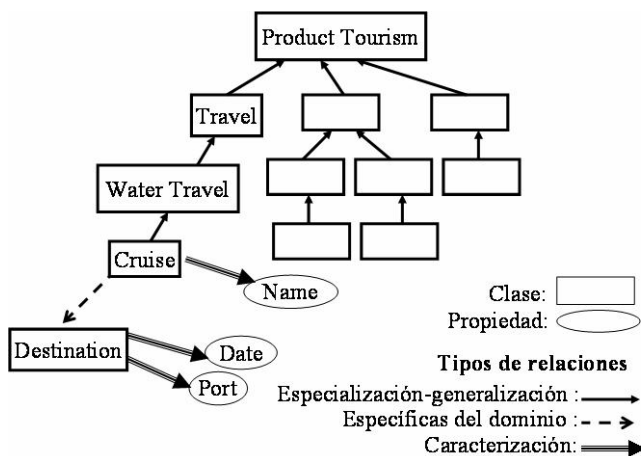 Product Tourism
Travel
Water Travel
Cruise
Name
Destination
Date
Port
Clase:
Propiedad:
Tipos de relaciones
Especialización-generalización :
Específicas del dominio :
Caracterización: